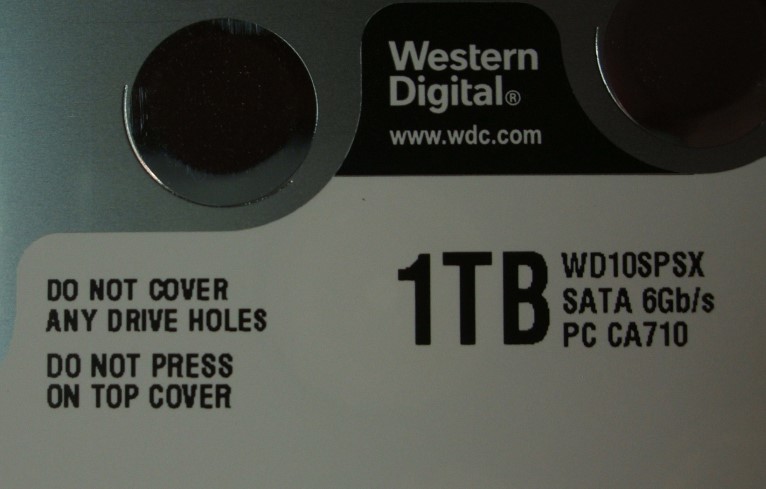 Western
Digital®
www.wdc.com
DO NOT COVER
ANY DRIVE HOLES
DO NOT PRESS
ON TOP COVER
1TB
WD10SPSX
SATA 6Gb/s
PC CA710